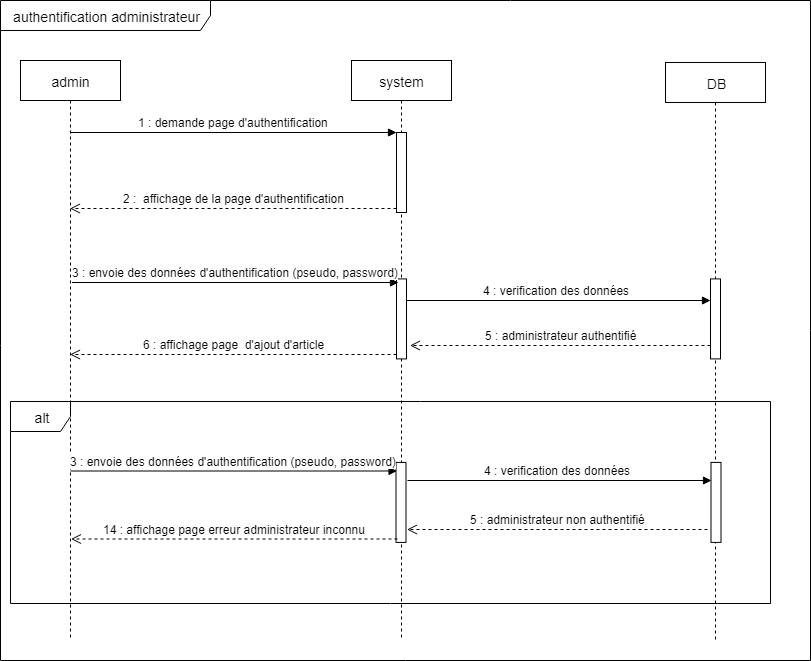 authentification administrateur
admin
system
DB
1 : demande page d'authentification
2 :  affichage de la page d'authentification
3 : envoie des données d'authentification (pseudo, password)
4 : verification des données
5 : administrateur authentifié
6 : affichage page  d'ajout d'article
alt
3 : envoie des données d'authentification (pseudo, password)
4 : verification des données
5 : administrateur non authentifié
14 : affichage page erreur administrateur inconnu